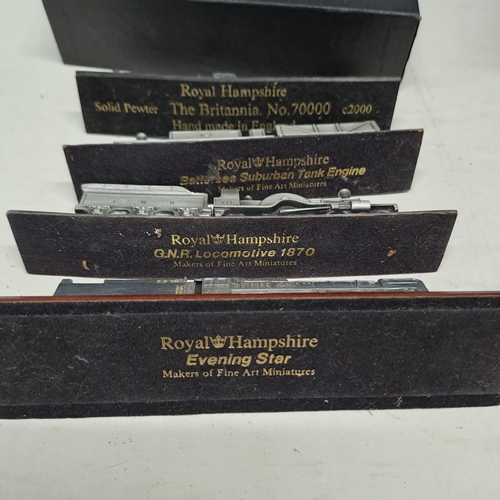 Royal Hampshire
Solid Pewter The Britannia. No.70000 c2000
Hand made in England
Royal Hampshire
Battersea Suburban Tank Engine
Makers of Fine Art Miniatures
Royal Hampshire
G.N.R. Locomotive 1870
Makers of Fine Art Miniatures
Royal Hampshire
Evening Star
Makers of Fine Art Miniatures